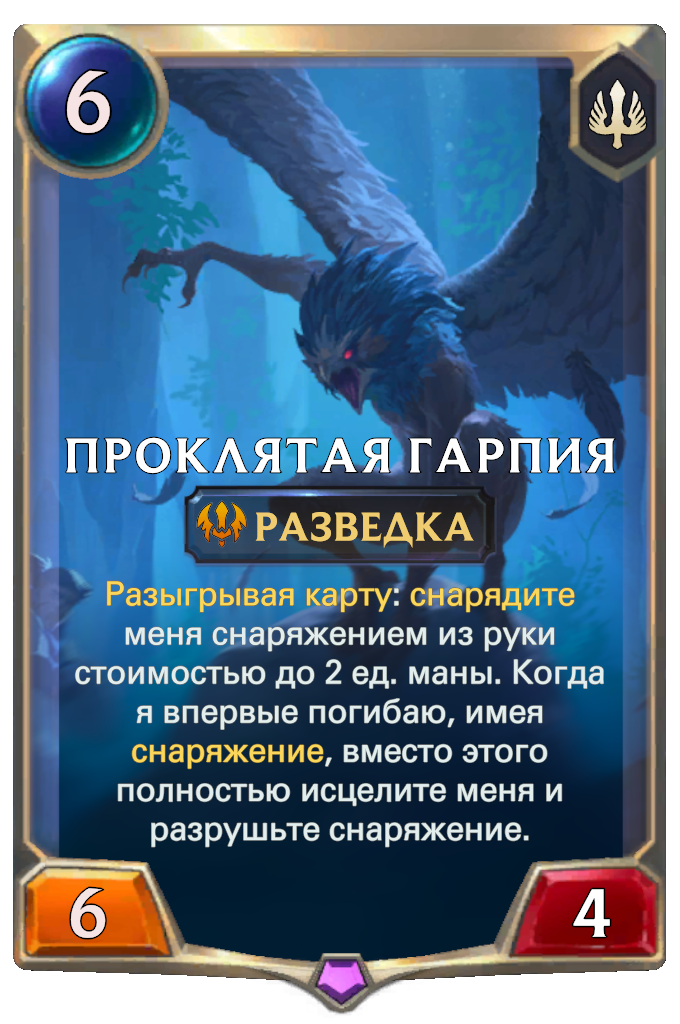 6
ПРОКЛЯТАЯ ГАРПИЯ
РАЗВЕДКА
Разыгрывая карту: снарядите
меня снаряжением из руки
стоимостью до 2 ед. маны. Когда
я впервые погибаю, имея
снаряжение, вместо этого
полностью исцелите меня и
разрушьте снаряжение.
6
4